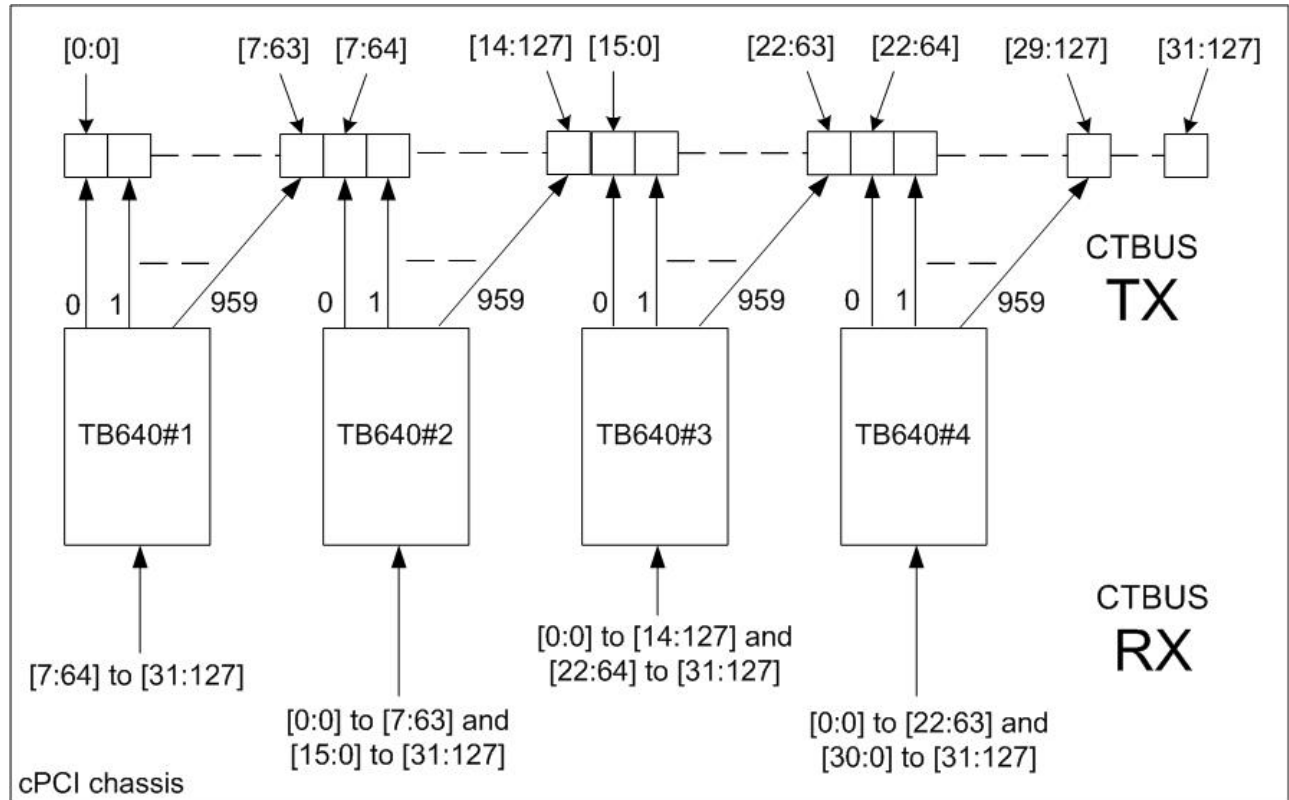 [0:0]
[7:63]
[7:64]
[14:127]
[15:0]
[22:63]
[22:64]
[29:127]
[31:127]
CTBUS
TX
0
1
959
0
1
959
0
1
959
0
1
959
TB640#1
TB640#2
TB640#3
TB640#4
CTBUS
RX
[7:64] to [31:127]
[0:0] to [7:63] and
[15:0] to [31:127]
[0:0] to [14:127] and
[22:64] to [31:127]
[0:0] to [22:63] and
[30:0] to [31:127]
cPCI chassis